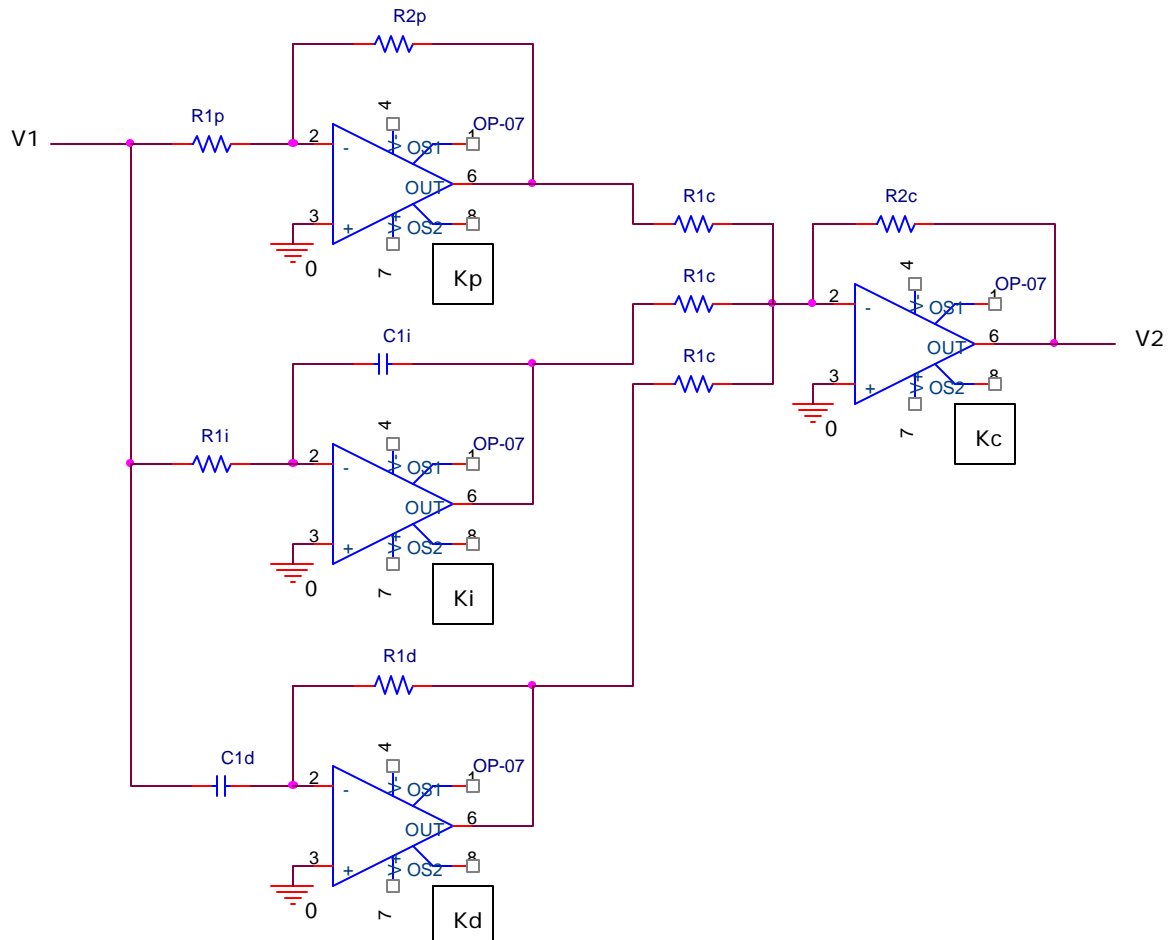 R2p
R1p
V1
2
-
4
V-
OS1
1
OP-07
OUT
6
3
+
V+
OS2
8
7
0
Kp
R1c
R1c
R1c
R2c
2
-
4
V-
OS1
1
OP-07
OUT
6
V2
3
+
V+
OS2
8
7
0
Kc
C1i
R1i
2
-
4
V-
OS1
1
OP-07
OUT
6
3
+
V+
OS2
8
7
0
Ki
R1d
C1d
2
-
4
V-
OS1
1
OP-07
OUT
6
3
+
V+
OS2
8
7
0
Kd